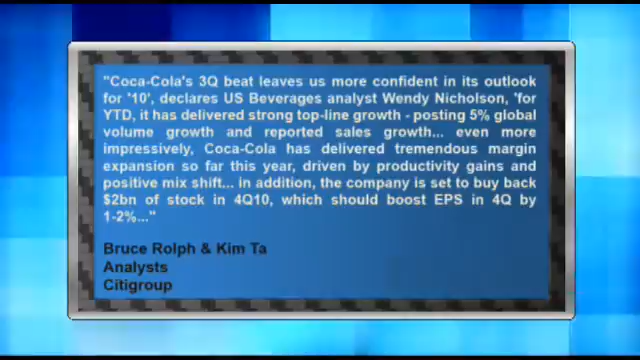 "Coca-Cola's 3Q beat leaves us more confident in its outlook
for '10', declares US Beverages analyst Wendy Nicholson, 'for
YTD, it has delivered strong top-line growth - posting 5% global
volume growth and reported sales growth... even more
impressively, Coca-Cola has delivered tremendous margin
expansion so far this year, driven by productivity gains and
positive mix shift... in addition, the company is set to buy back
$2bn of stock in 4Q10, which should boost EPS in 4Q by
1-2%..."
Bruce Rolph & Kim Ta
Analysts
Citigroup